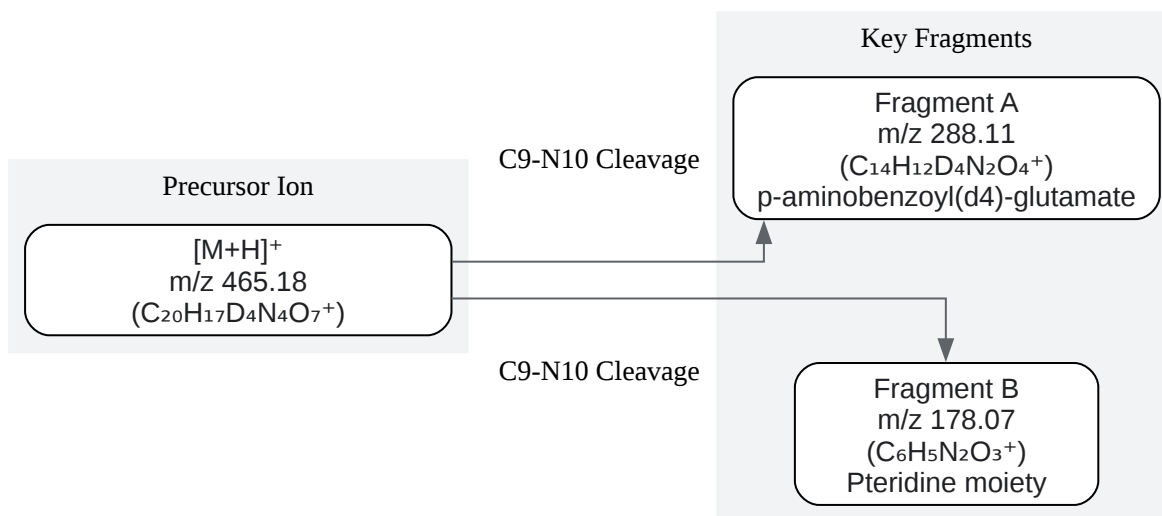 Key Fragments
Fragment A
m/z 288.11
(C₁₄H₁₂D₄N₂O₄⁺)
p-aminobenzoyl(d4)-glutamate
C9-N10 Cleavage
Precursor Ion
[M+H]⁺
m/z 465.18
(C₂₀H₁₇D₄N₄O₇⁺)
C9-N10 Cleavage
Fragment B
m/z 178.07
(C₆H₅N₂O₃⁺)
Pteridine moiety